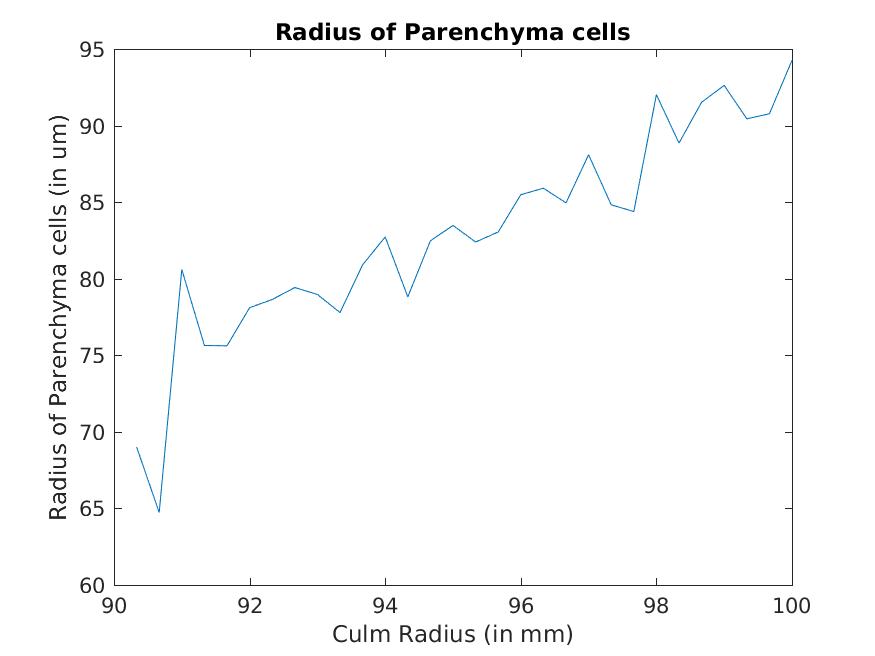 Radius of Parenchyma cells
Radius of Parenchyma cells (in um)
95
90
85
80
75
70
65
60
90 92 94 96 98 100
Culm Radius (in mm)